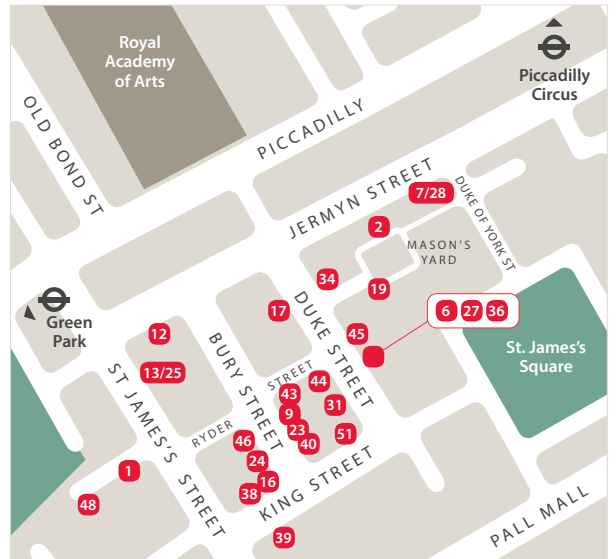 Royal
Academy
of Arts
Piccadilly
Circus
OLD BOND ST
PICCADILLY
JERMYN STREET
7/28
DUKE OF YORK ST
2
MASON'S
YARD
34
19
Green
Park
12
17
DUKE STREET
6 27 36
45
St. James's
Square
13/25
BURY STREET
RYDER
STREET
44
43
9
31
23
40
51
46
24
16
38
ST JAMES'S STREET
KING STREET
1
48
39
PALL MALL